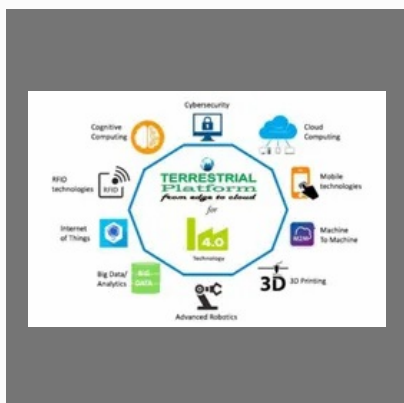 Cybersecurity
Cognitive
Computing
Cloud
Computing
RFID
technologies
RFID
TERRESTRIAL
Platform
from edge to cloud
for
4.0
Technology
Mobile
technologies
Internet
of Things
M2M
Machine
To Machine
Big Data/
Analytics
BIG
DATA
3D
3D Printing
Advanced Robotics